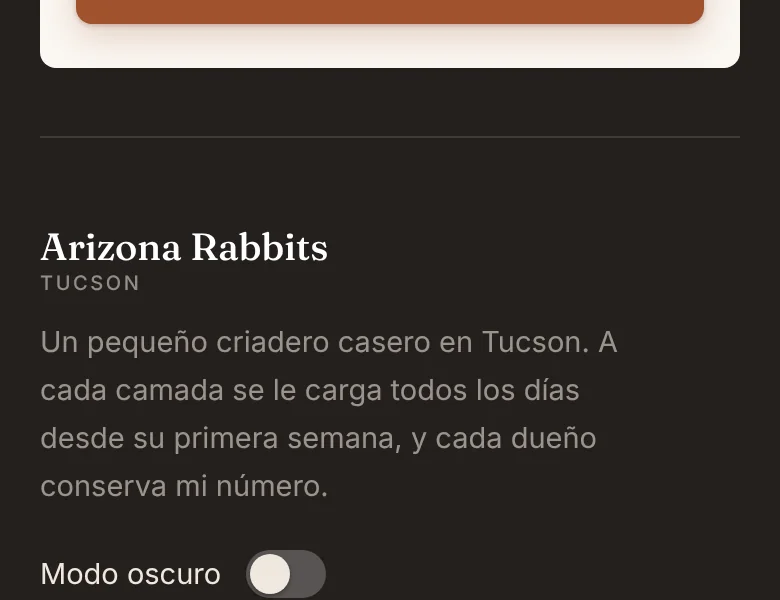 Arizona Rabbits
TUCSON
Un pequeño criadero casero en Tucson. A
cada camada se le carga todos los días
desde su primera semana, y cada dueño
conserva mi número.
Modo oscuro